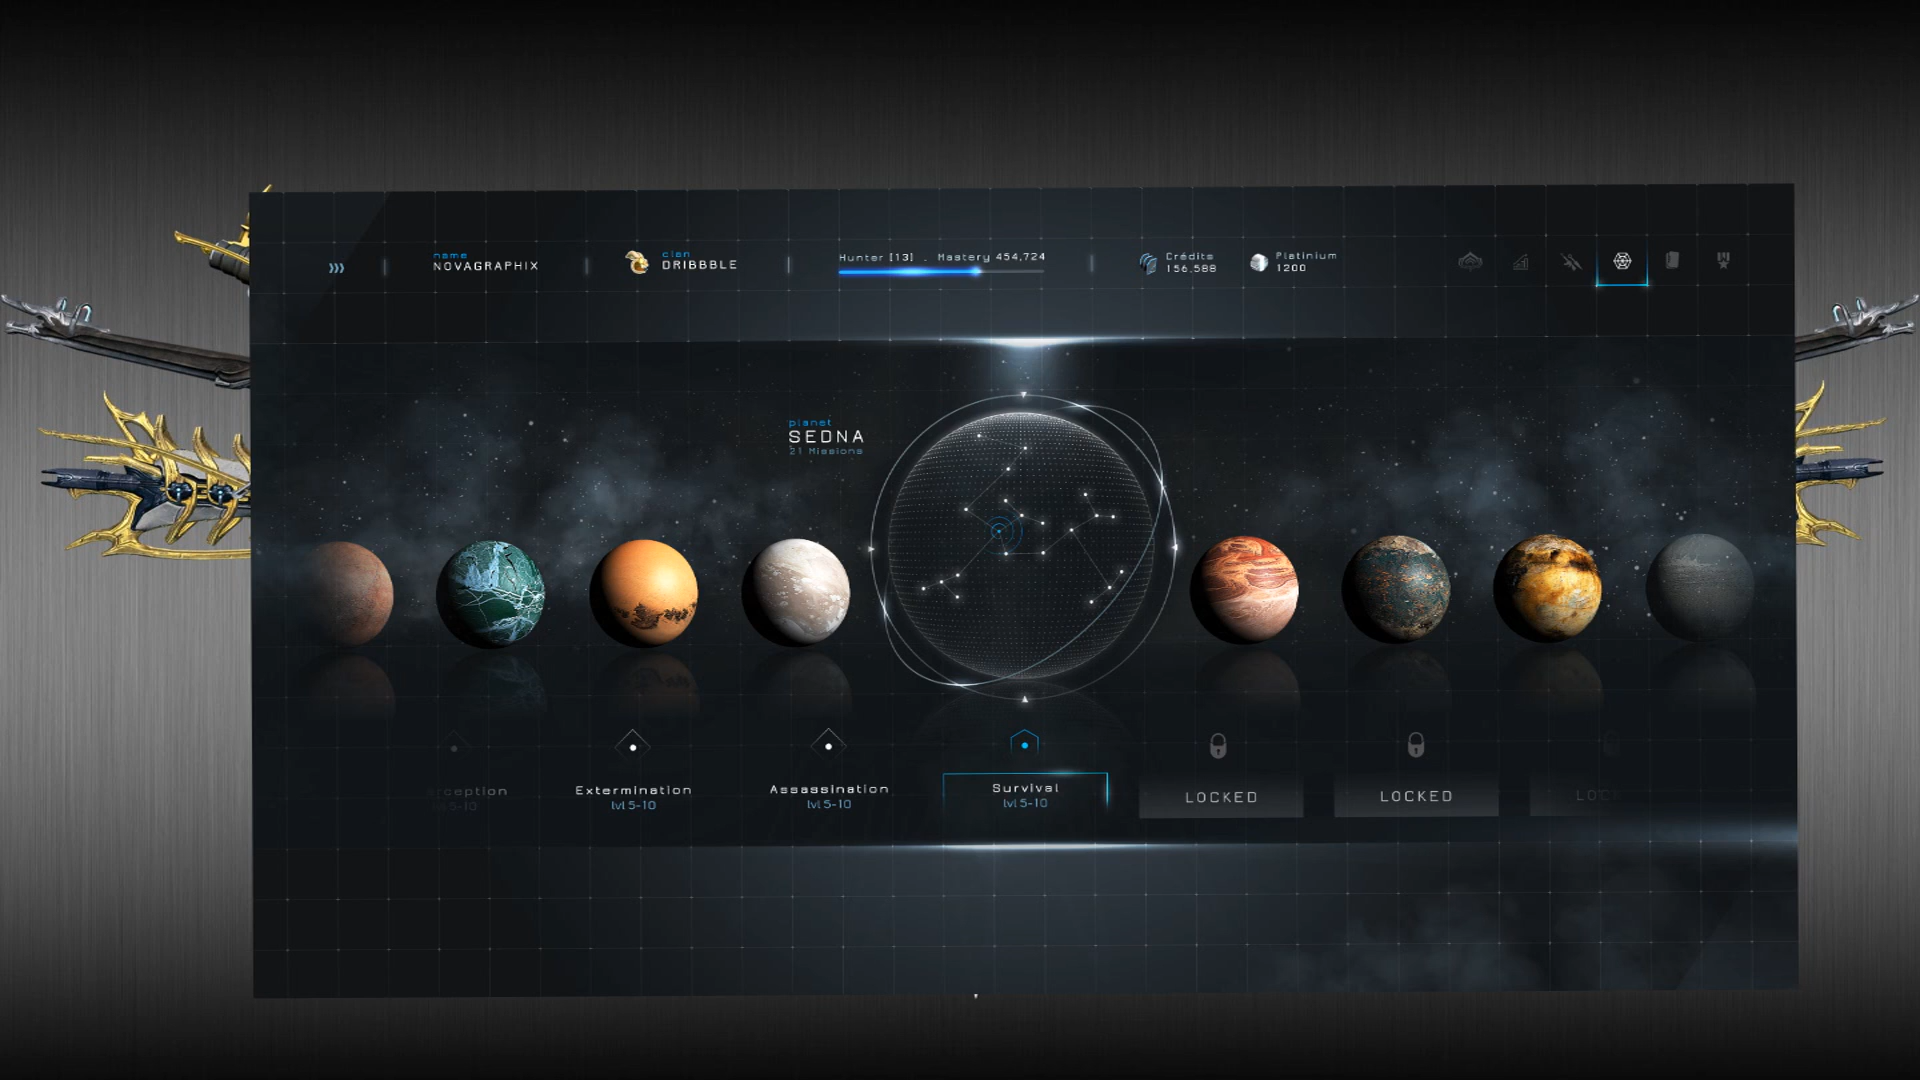 name
NOVAGRAPHIX
clan
DRIBBBLE
Hunter [13] . Mastery 454,724
Crédits
156,588
Platinium
1200
planet
SEDNA
21 Missions
Extermination
lvl 5-10
Assassination
lvl 5-10
Survival
lvl 5-10
LOCKED
LOCKED